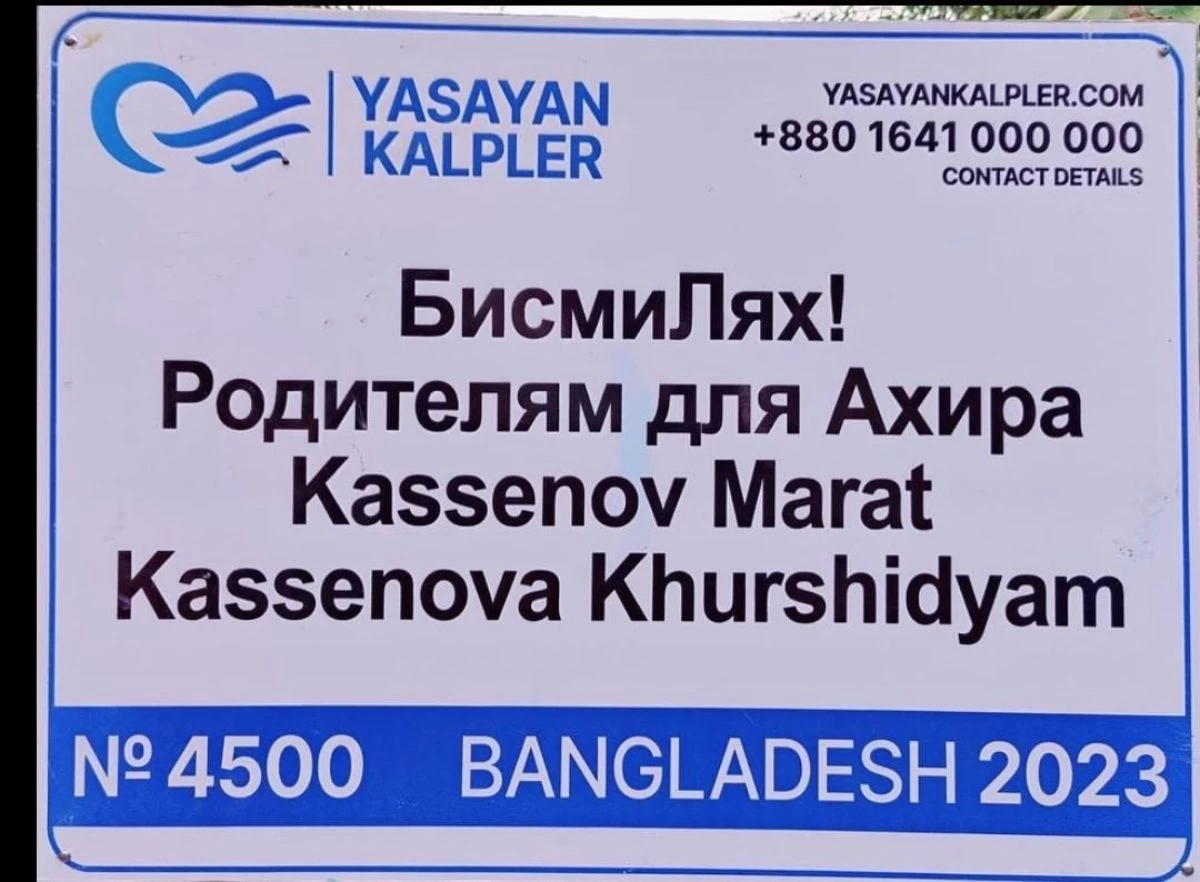 YASAYAN
KALPLER
YASAYANKALPLER.COM
+880 1641 000 000
CONTACT DETAILS
БисмиЛях!
Родителям для Ахира
Kassenov Marat
Kassenova Khurshidyam
Nº 4500 BANGLADESH 2023